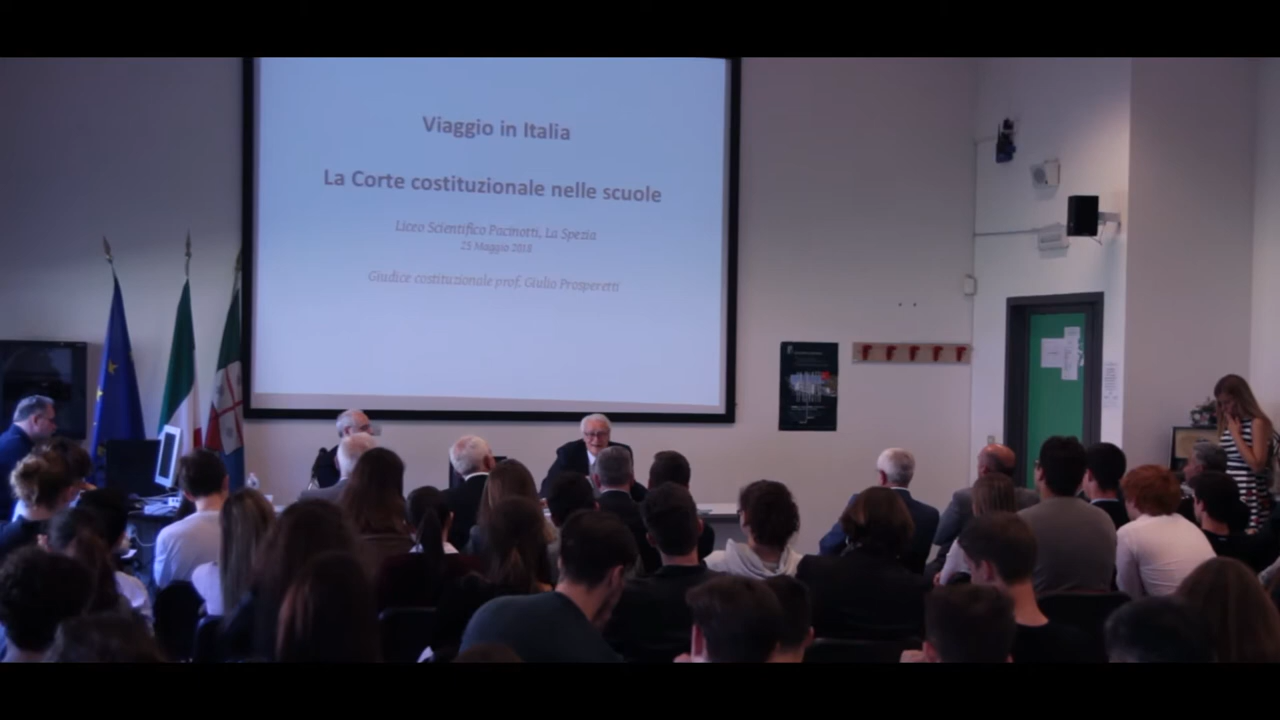 Viaggio in Italia
La Corte costituzionale nelle scuole
Liceo Scientifico Pacinotti, La Spezia
25 Maggio 2018
Giudice costituzionale prof. Giulio Prosperetti